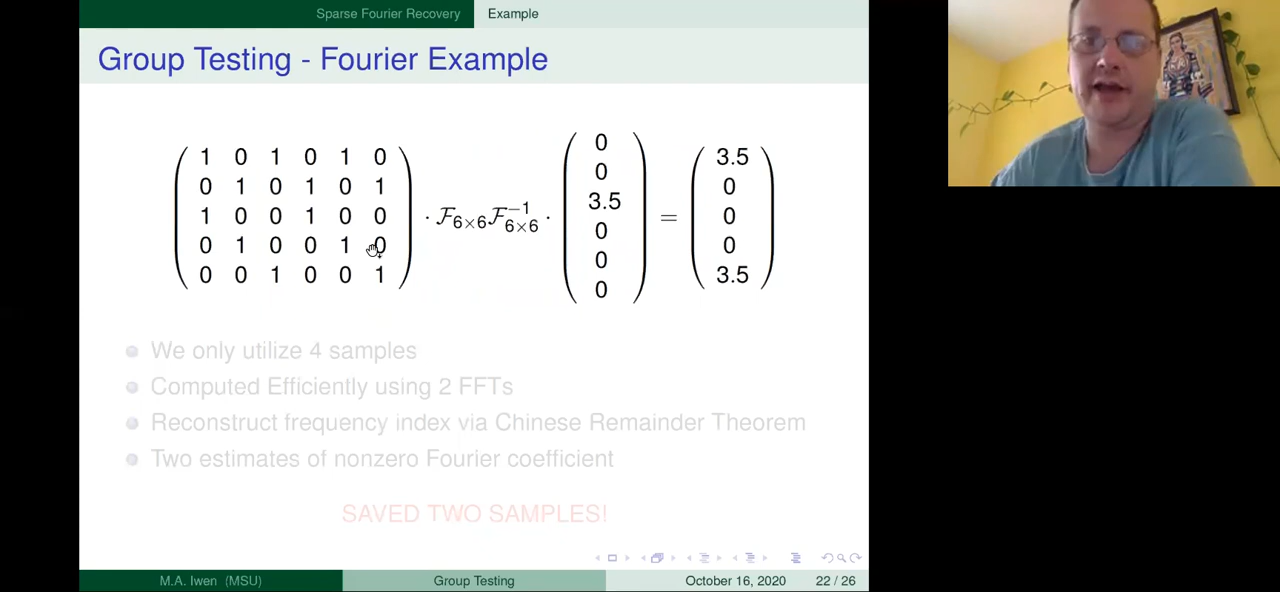 Sparse Fourier Recovery Example
Group Testing - Fourier Example
1 0 1 0 1 0
0 1 0 1 0 1
1 0 0 1 0 0
0 1 0 0 1 0
0 0 1 0 0 1
· F6×6F−1 6×6 ·
0
0
3.5
0
0
0
=
3.5
0
0
0
3.5
We only utilize 4 samples
Computed Efficiently using 2 FFTs
Reconstruct frequency index via Chinese Remainder Theorem
Two estimates of nonzero Fourier coefficient
SAVED TWO SAMPLES!
M.A. Iwen (MSU) Group Testing October 16, 2020 22 / 26